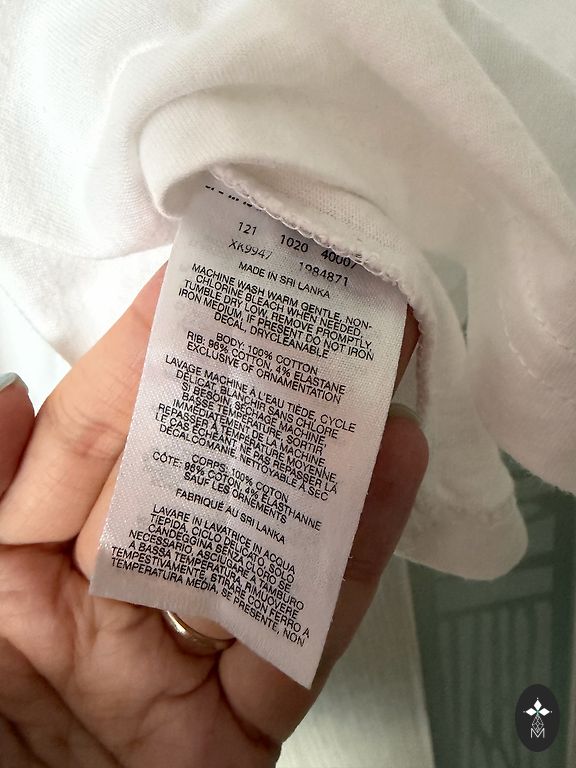 121 1020 40007
XK9947 1984871
MADE IN SRI LANKA
MACHINE WASH WARM GENTLE, NON-
CHLORINE BLEACH WHEN NEEDED,
TUMBLE DRY LOW, REMOVE PROMPTLY.
IRON MEDIUM, IF PRESENT DO NOT IRON
DECAL, DRYCLEANABLE
BODY: 100% COTTON
RIB: 96% COTTON, 4% ELASTANE
EXCLUSIVE OF ORNAMENTATION
LAVAGE MACHINE À L'EAU TIÈDE, CYCLE
DÉLICAT, BLANCHIR SANS CHLORE
SI BESOIN, SÉCHAGE MACHINE
BASSE TEMPÉRATURE, SORTIR
IMMÉDIATEMENT DE LA MACHINE,
REPASSER À TEMPÉRATURE MOYENNE,
LE CAS ÉCHÉANT NE PAS REPASSER LA
DÉCALCOMANIE, NETTOYABLE À SEC
CORPS: 100% COTON
CÔTE: 96% COTON, 4% ÉLASTHANNE
SAUF LES ORNEMENTS
FABRIQUÉ AU SRI LANKA
LAVARE IN LAVATRICE IN ACQUA
TIEPIDA, CICLO DELICATO, SOLO
CANDEGGINA SENZA CLORO SE
NECESSARIO, ASCIUGARE A TAMBURO
A BASSA TEMPERATURA, RIMUOVERE
TEMPESTIVAMENTE, STIRARE CON FERRO A
TEMPERATURA MEDIA, SE PRESENTE, NON
M